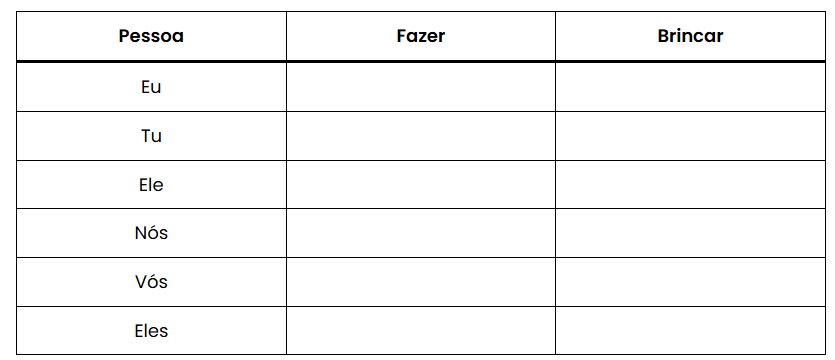 Pessoa Fazer Brincar
Eu
Tu
Ele
Nós
Vós
Eles